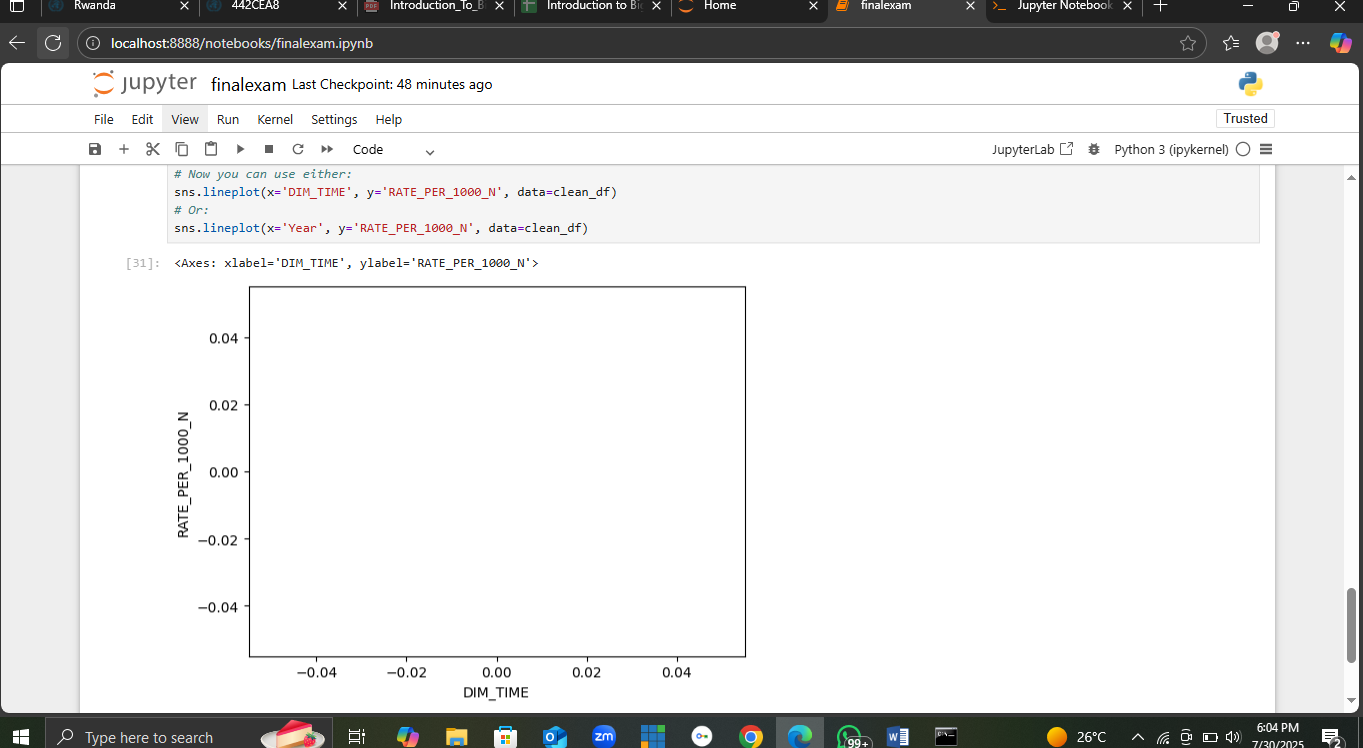 Rwanda
442CEA8
Introduction_To_B
Introduction to Bi
Home
finalexam
Jupyter Notebook
localhost:8888/notebooks/finalexam.ipynb
jupyter finalexam Last Checkpoint: 48 minutes ago
File Edit View Run Kernel Settings Help
Trusted
Code
JupyterLab
Python 3 (ipykernel)
# Now you can use either:
sns.lineplot(x='DIM_TIME', y='RATE_PER_1000_N', data=clean_df)
# Or:
sns.lineplot(x='Year', y='RATE_PER_1000_N', data=clean_df)
[31]: <Axes: xlabel='DIM_TIME', ylabel='RATE_PER_1000_N'>
0.04
0.02
0.00
−0.02
−0.04
RATE_PER_1000_N
−0.04 −0.02 0.00 0.02 0.04
DIM_TIME
Type here to search
zm
99+
26°C
6:04 PM
7/30/2025
2